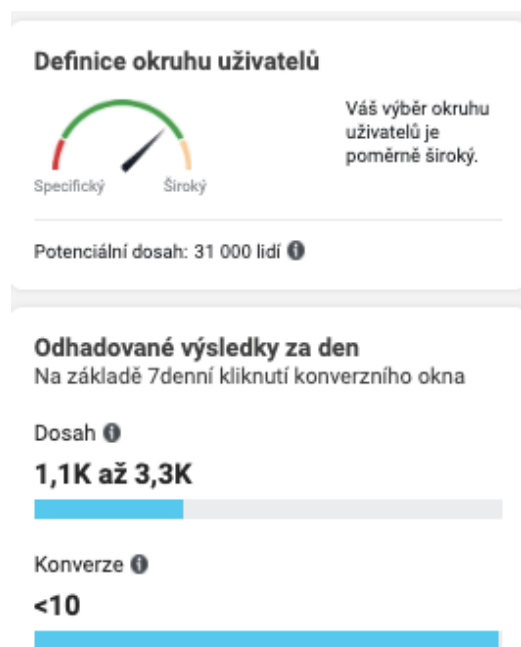 Definice okruhu uživatelů
Váš výběr okruhu
uživatelů je
poměrně široký.
Specifický
Široký
Potenciální dosah: 31 000 lidí
Odhadované výsledky za den
Na základě 7denní kliknutí konverzního okna
Dosah
1,1K až 3,3K
Konverze
<10